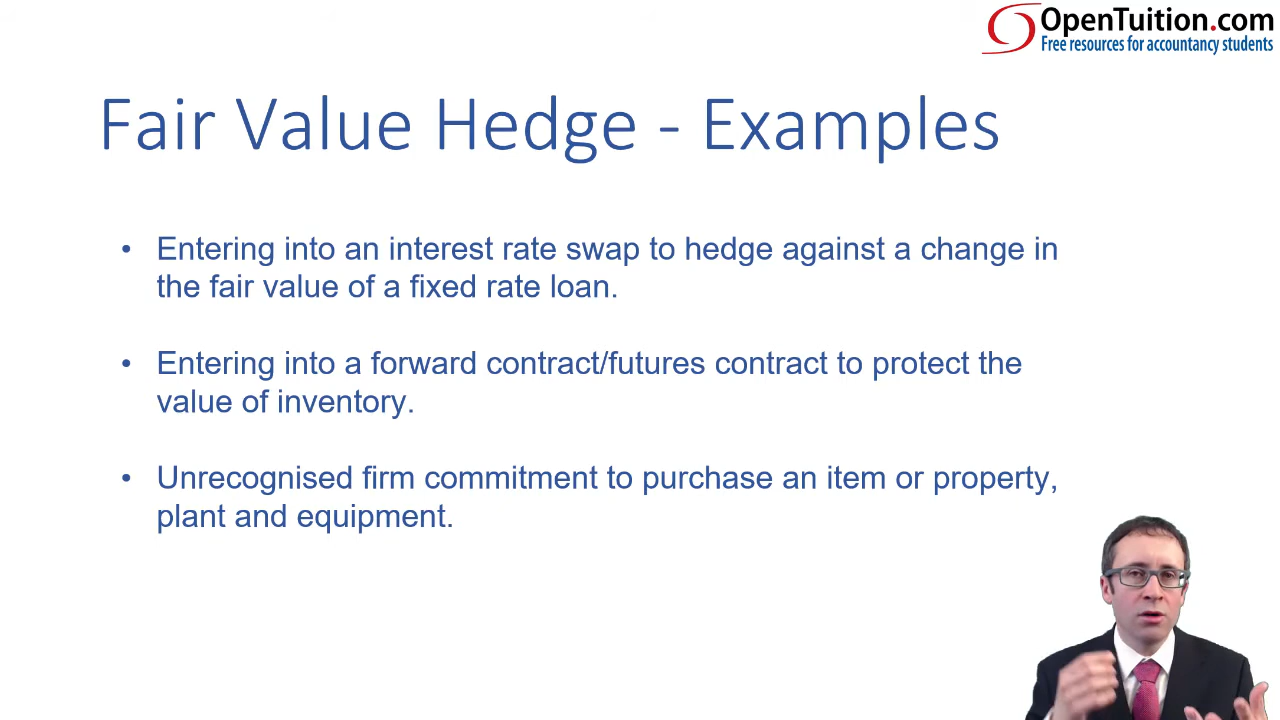 OpenTuition.com
Free resources for accountancy students
Fair Value Hedge - Examples
• Entering into an interest rate swap to hedge against a change in
the fair value of a fixed rate loan.
• Entering into a forward contract/futures contract to protect the
value of inventory.
• Unrecognised firm commitment to purchase an item or property,
plant and equipment.